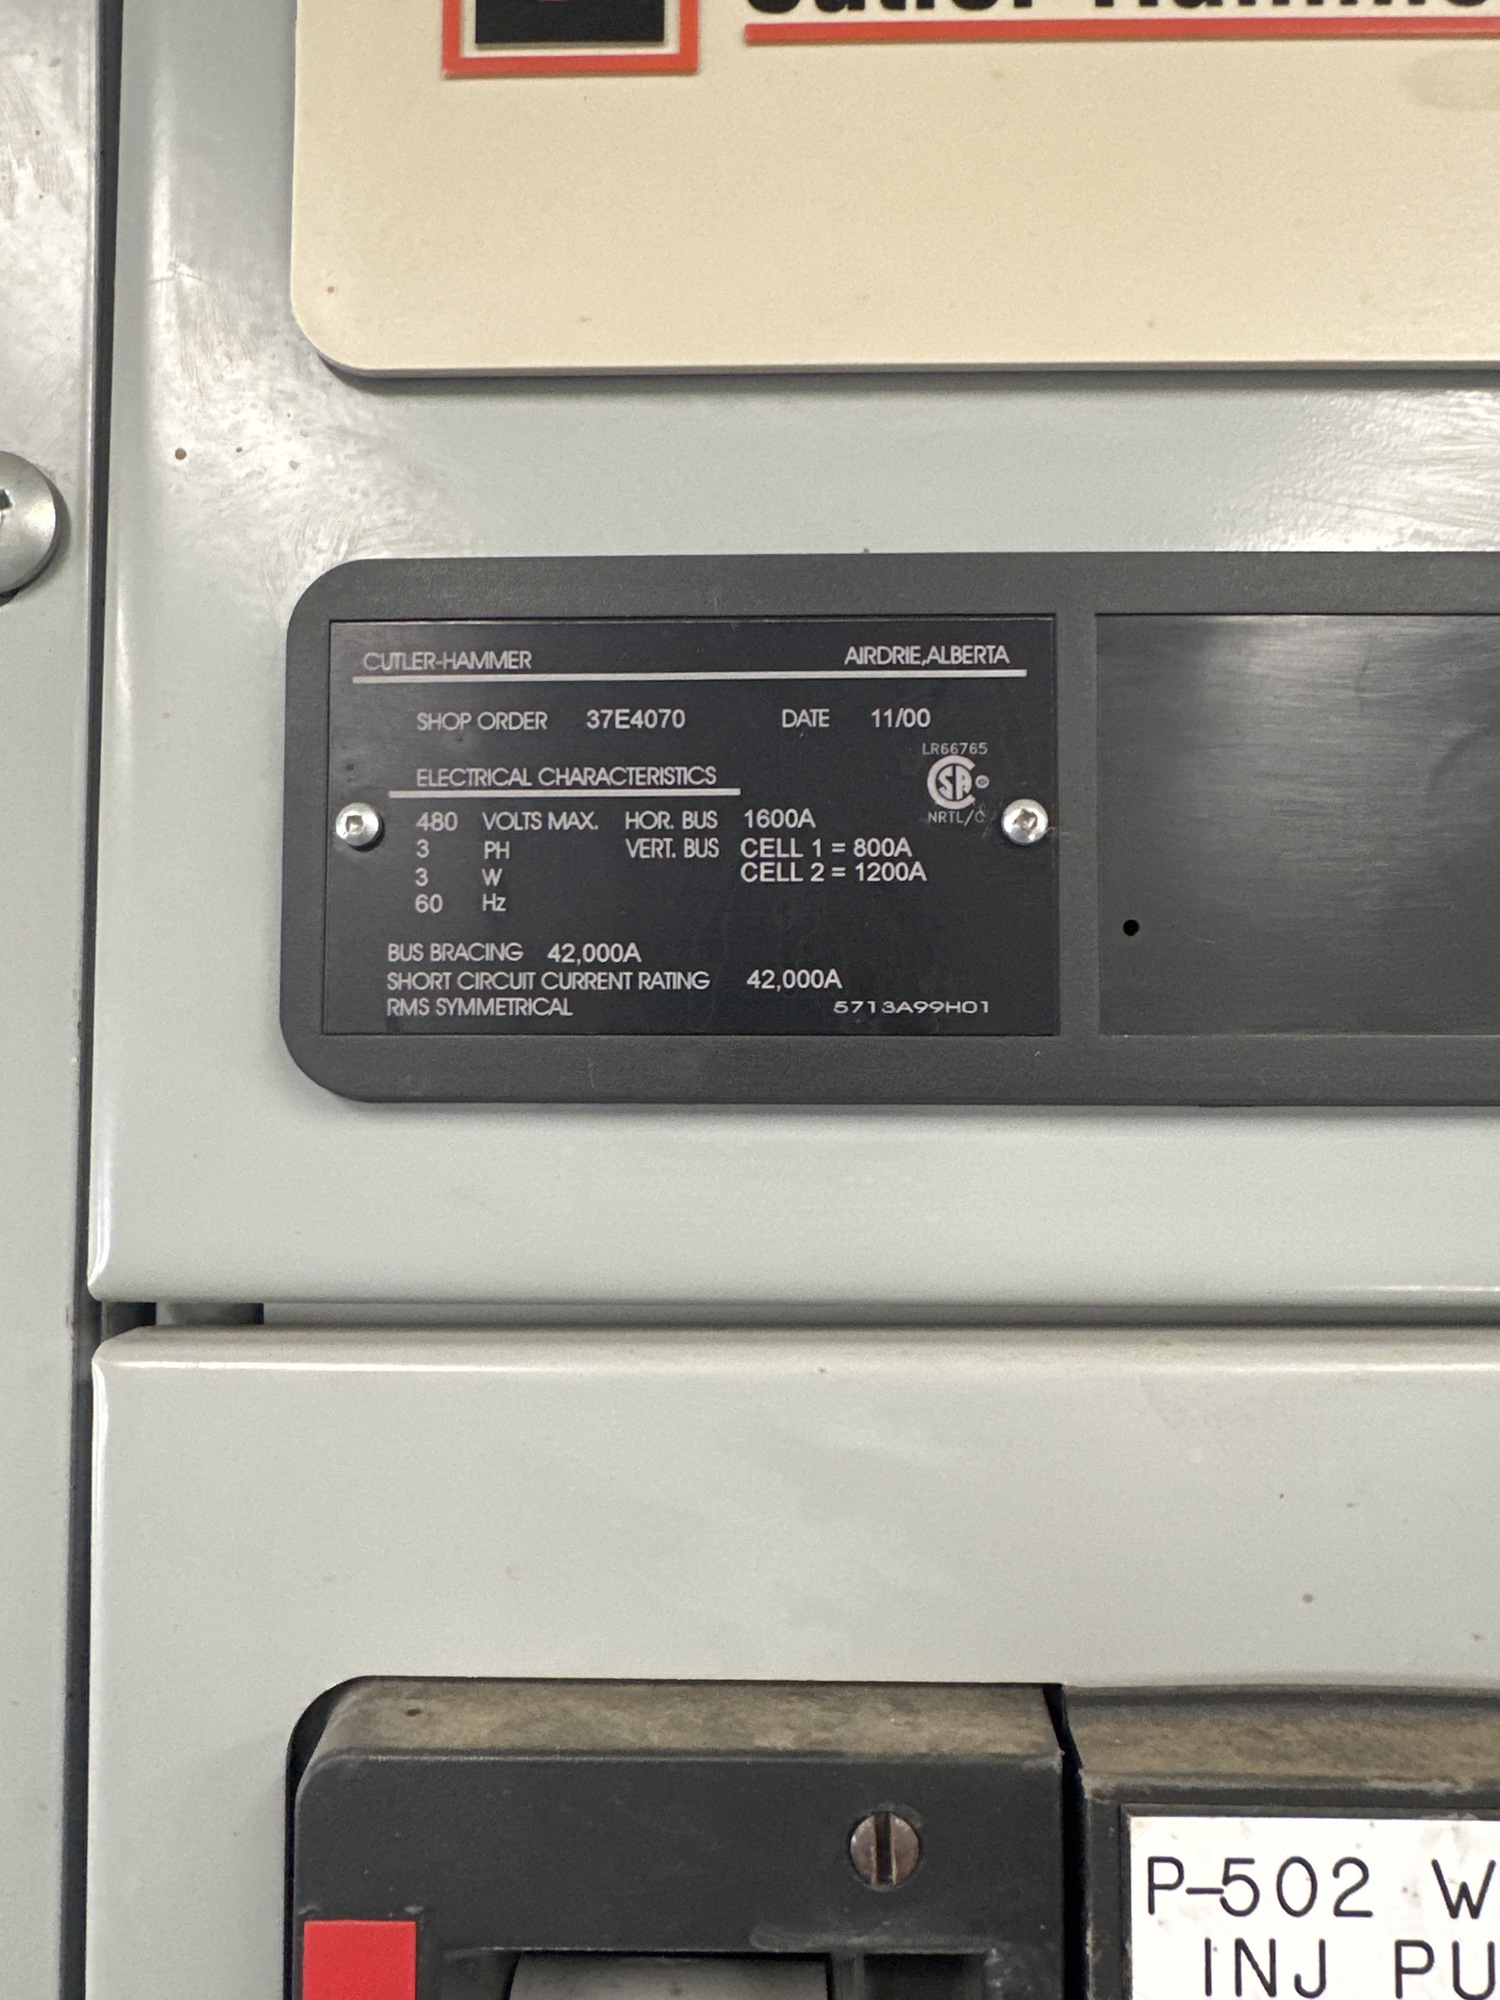 CUTLER-HAMMER AIRDRIE, ALBERTA
SHOP ORDER 37E4070 DATE 11/00
LR66765
ELECTRICAL CHARACTERISTICS
NRTL/C
480 VOLTS MAX. HOR. BUS 1600A
3 PH VERT. BUS CELL 1 = 800A
CELL 2 = 1200A
3 W
60 Hz
BUS BRACING 42,000A
SHORT CIRCUIT CURRENT RATING 42,000A
RMS SYMMETRICAL 5713A99H01
P-502
INJ